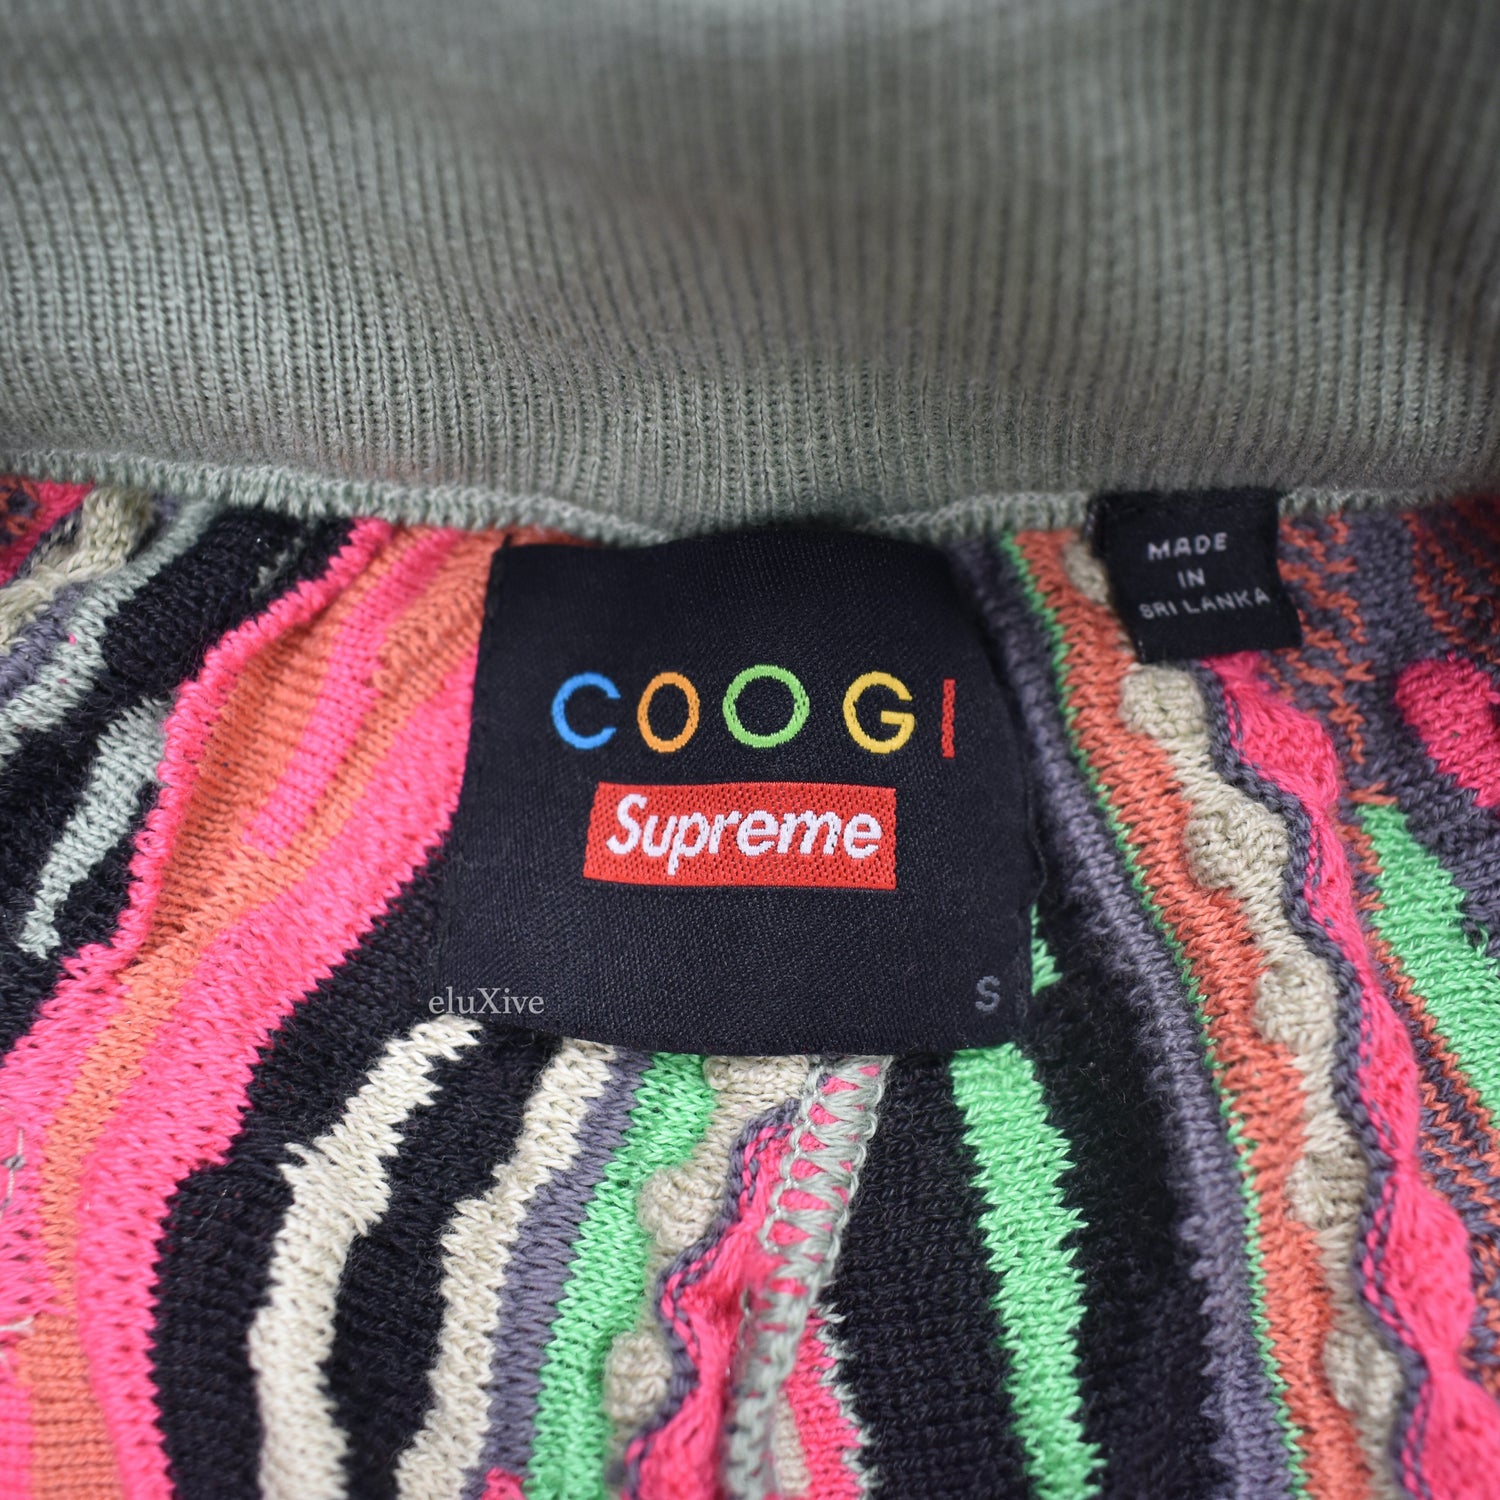 COOGI
Supreme
S
MADE
IN
SRI LANKA
eluXive